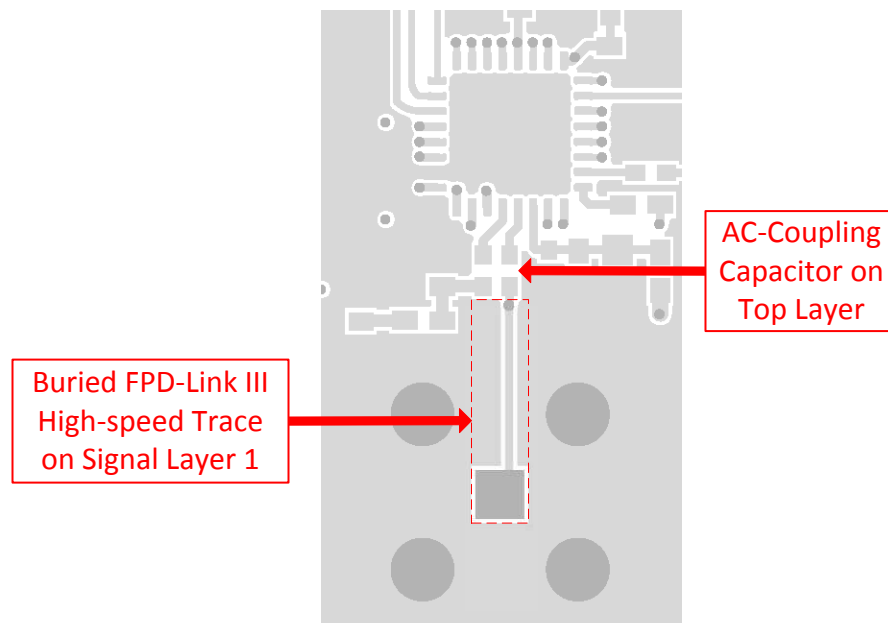 AC-Coupling
Capacitor on
Top Layer
Buried FPD-Link III
High-speed Trace
on Signal Layer 1